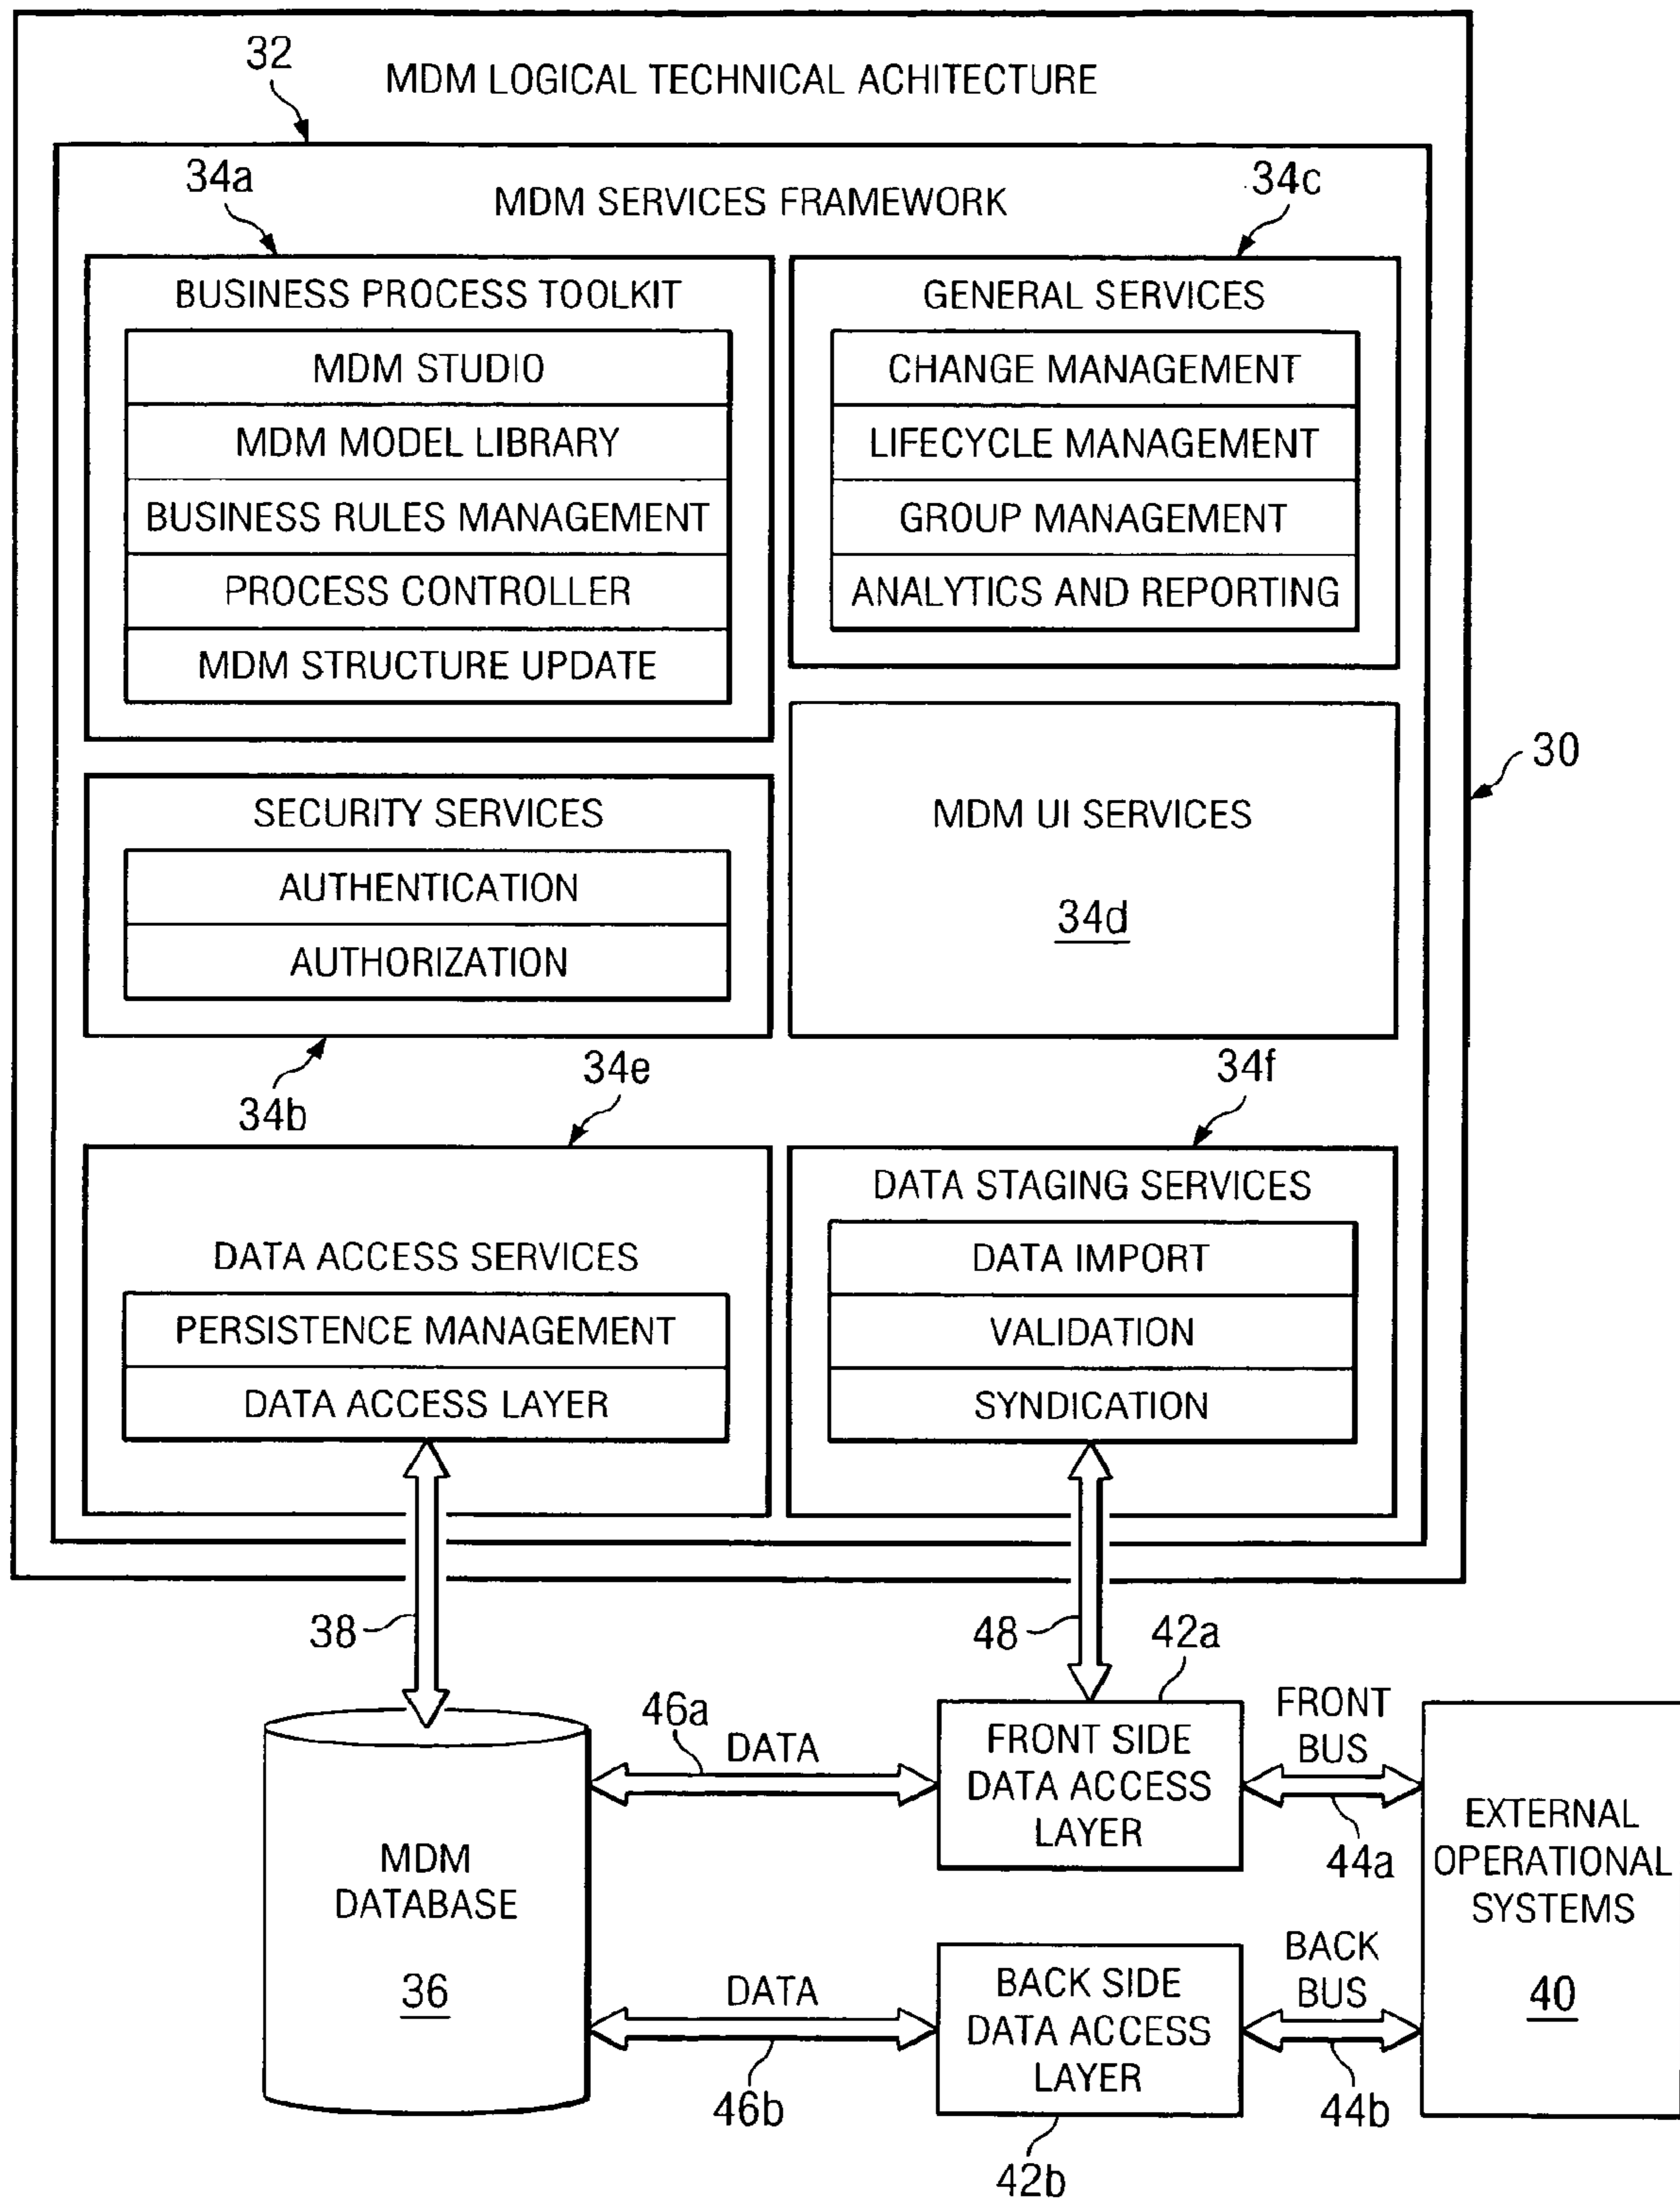 32
MDM LOGICAL TECHNICAL ACHITECTURE
34a
34c
MDM SERVICES FRAMEWORK
BUSINESS PROCESS TOOLKIT
MDM STUDIO
MDM MODEL LIBRARY
BUSINESS RULES MANAGEMENT
PROCESS CONTROLLER
MDM STRUCTURE UPDATE
GENERAL SERVICES
CHANGE MANAGEMENT
LIFECYCLE MANAGEMENT
GROUP MANAGEMENT
ANALYTICS AND REPORTING
30
SECURITY SERVICES
AUTHENTICATION
AUTHORIZATION
34b
MDM UI SERVICES
34d
34e
34f
DATA ACCESS SERVICES
PERSISTENCE MANAGEMENT
DATA ACCESS LAYER
DATA STAGING SERVICES
DATA IMPORT
VALIDATION
SYNDICATION
38
48
42a
46a
DATA
FRONT SIDE
DATA ACCESS
LAYER
FRONT
BUS
44a
MDM
DATABASE
36
EXTERNAL
OPERATIONAL
SYSTEMS
40
DATA
46b
BACK SIDE
DATA ACCESS
LAYER
BACK
BUS
44b
42b